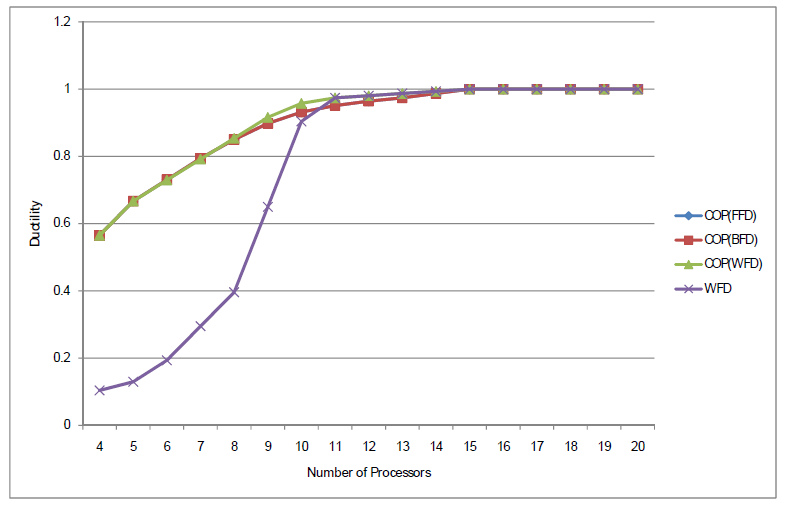 1.2
1
0.8
0.6
0.4
0.2
0
Ductility
4 5 6 7 8 9 10 11 12 13 14 15 16 17 18 19 20
Number of Processors
COP(FFD)
COP(BFD)
COP(WFD)
WFD